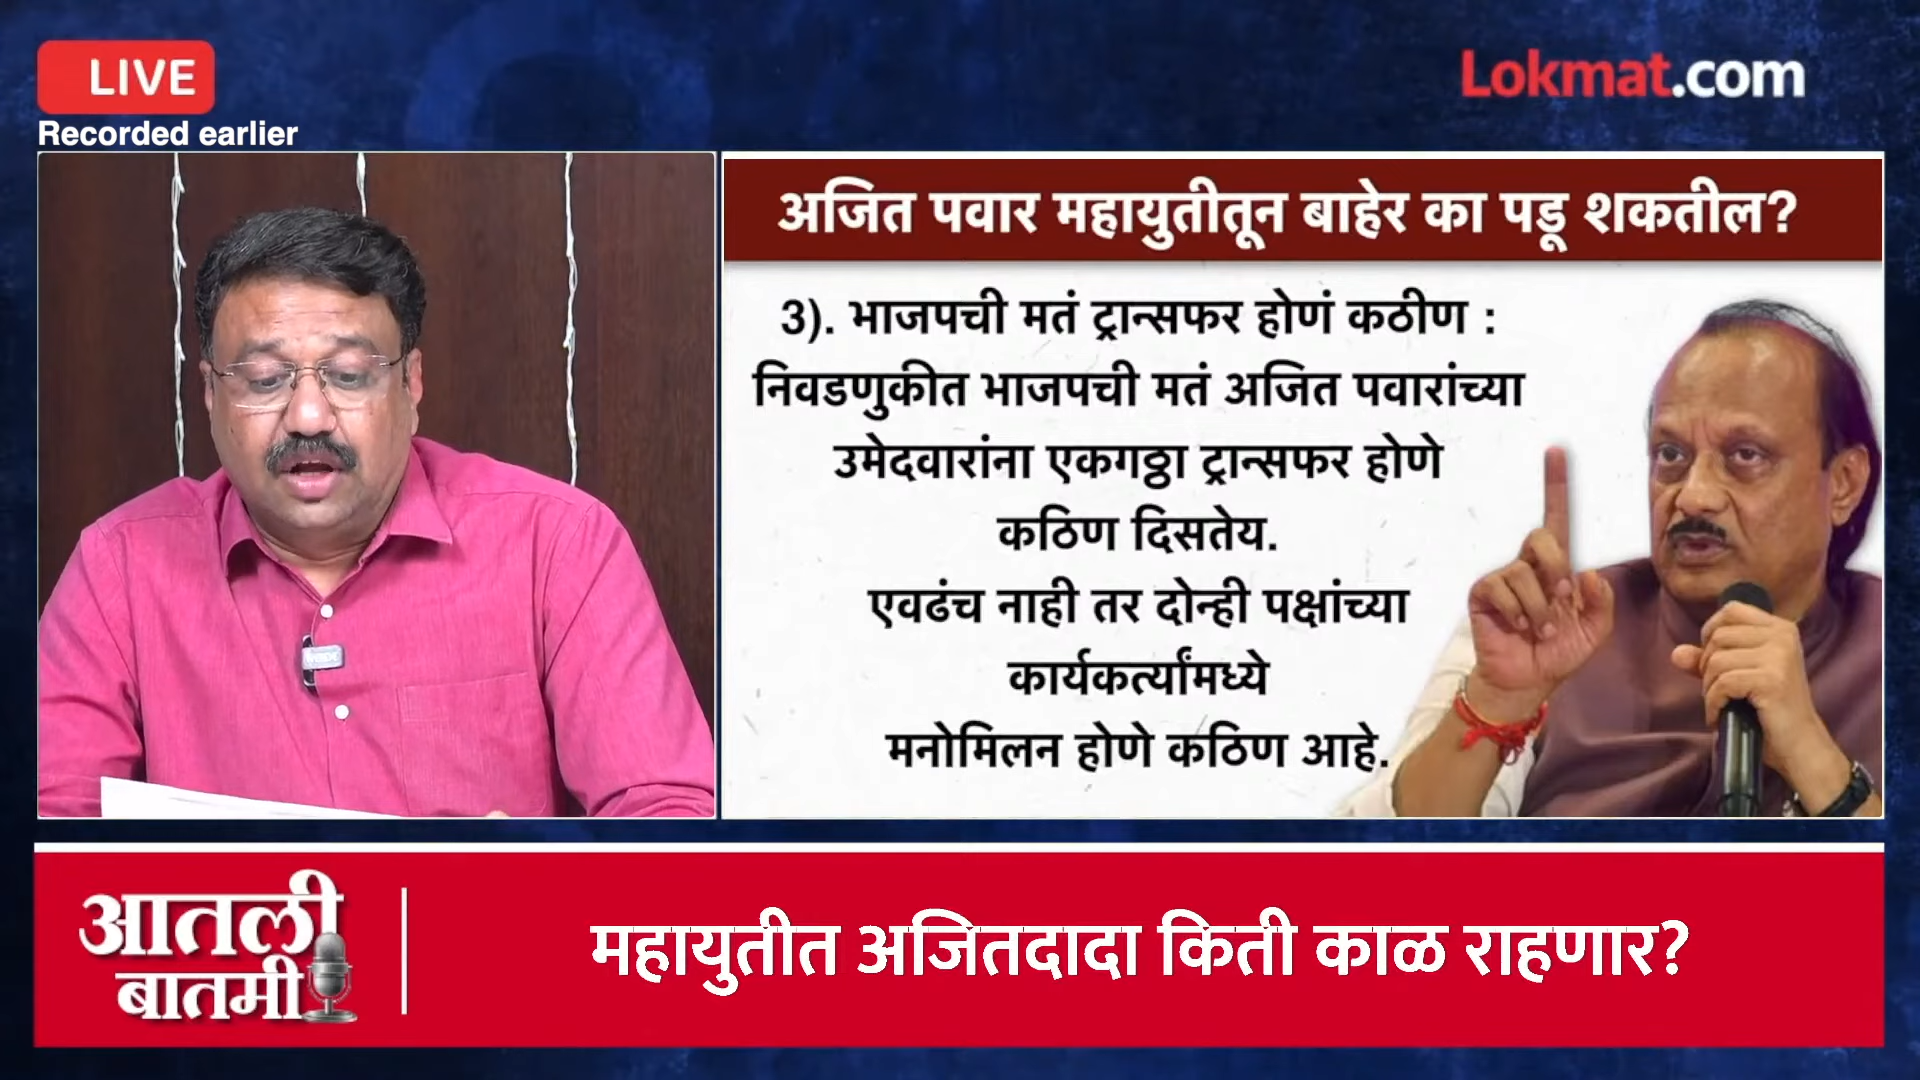 LIVE
Recorded earlier
Lokmat.com
अजित पवार महायुतीतून बाहेर का पडू शकतील?
3). भाजपची मतं ट्रान्सफर होणं कठीण :
निवडणुकीत भाजपची मतं अजित पवारांच्या
उमेदवारांना एकगठ्ठा ट्रान्सफर होणे
कठिण दिसतेय.
एवढंच नाही तर दोन्ही पक्षांच्या
कार्यकर्त्यांमध्ये
मनोमिलन होणे कठिण आहे.
आतली
बातमी
महायुतीत अजितदादा किती काळ राहणार?